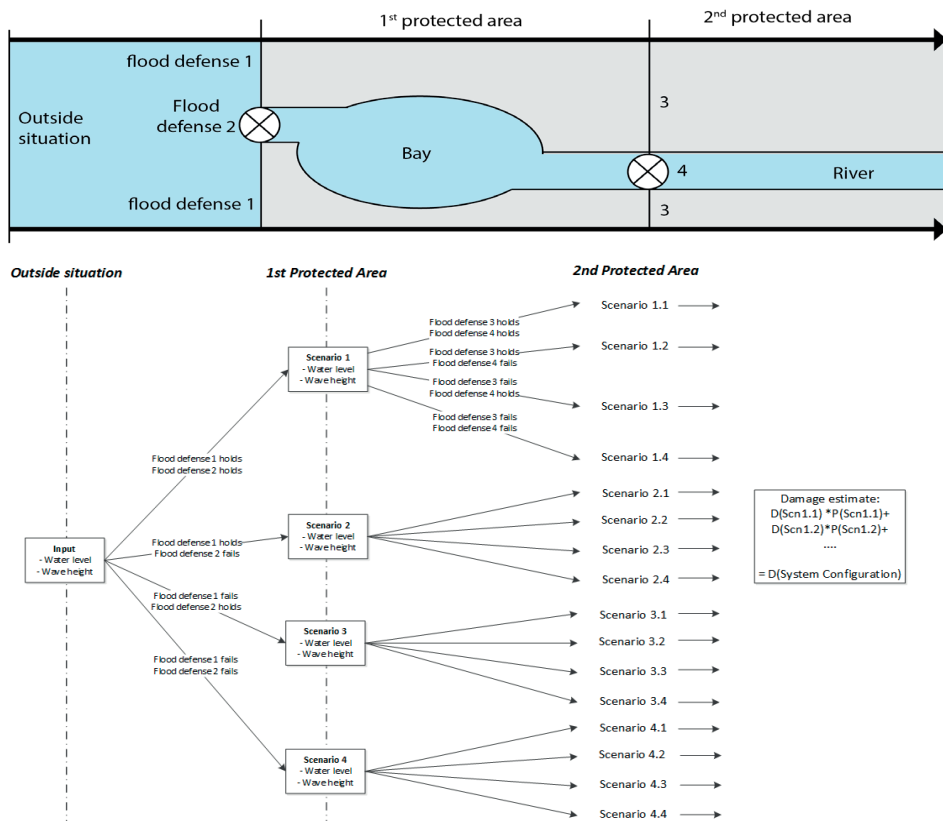 1st protected area
2nd protected area
flood defense 1
Flood
defense 2
Outside
situation
Bay
3
4
River
flood defense 1
3
Outside situation
1st Protected Area
2nd Protected Area
Scenario 1.1
Flood defense 3 holds
Flood defense 4 holds
Scenario 1
- Water level
- Wave height
Flood defense 3 holds
Flood defense 4 fails
Scenario 1.2
Flood defense 3 fails
Flood defense 4 holds
Scenario 1.3
Flood defense 3 fails
Flood defense 4 fails
Scenario 1.4
Flood defense 1 holds
Flood defense 2 holds
Scenario 2.1
Scenario 2
- Water level
- Wave height
Scenario 2.2
Scenario 2.3
Scenario 2.4
Damage estimate:
D(Scn1.1) *P(Scn1.1)+
D(Scn1.2)*P(Scn1.2)+
....
= D(System Configuration)
Flood defense 1 holds
Flood defense 2 fails
Input
- Water level
- Wave height
Flood defense 1 fails
Flood defense 2 holds
Scenario 3
- Water level
- Wave height
Scenario 3.1
Scenario 3.2
Scenario 3.3
Scenario 3.4
Flood defense 1 fails
Flood defense 2 fails
Scenario 4
- Water level
- Wave height
Scenario 4.1
Scenario 4.2
Scenario 4.3
Scenario 4.4